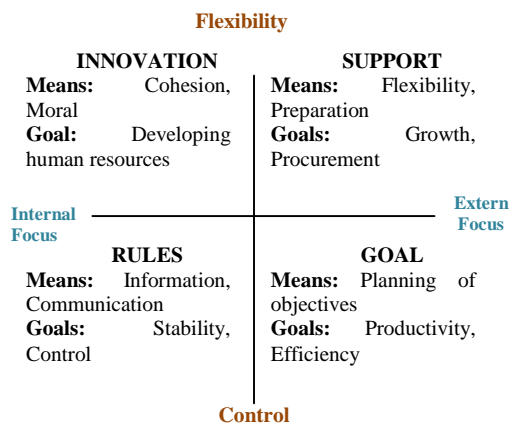 Flexibility
INNOVATION
Means: Cohesion,
Moral
Goal: Developing
human resources
SUPPORT
Means: Flexibility,
Preparation
Goals: Growth,
Procurement
Internal
Focus
Extern
Focus
RULES
Means: Information,
Communication
Goals: Stability,
Control
GOAL
Means: Planning of
objectives
Goals: Productivity,
Efficiency
Control